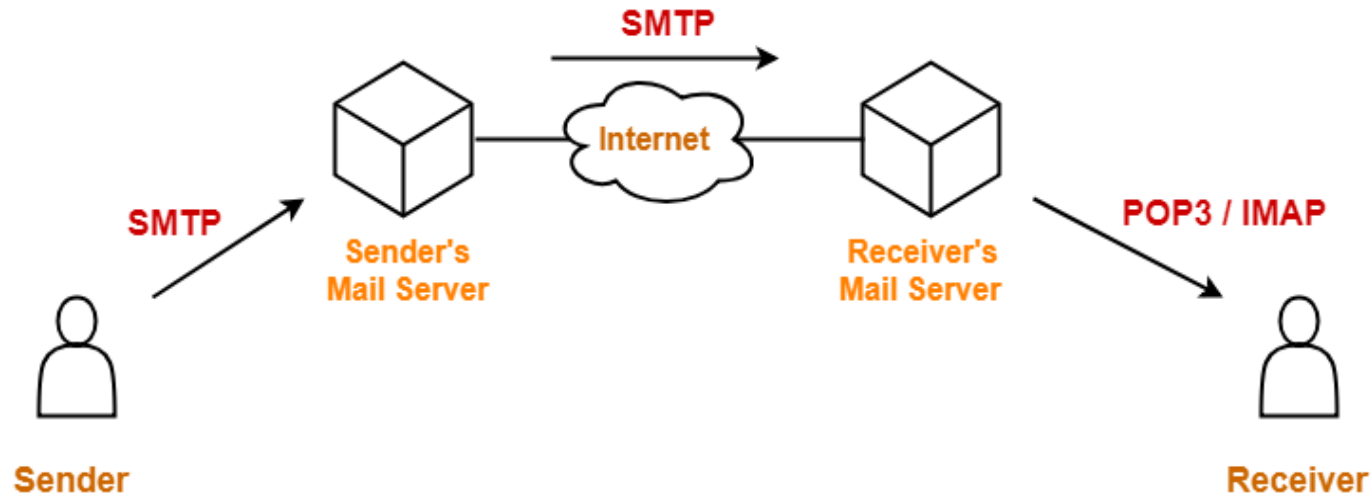 SMTP
Internet
SMTP
POP3 / IMAP
Sender's
Mail Server
Receiver's
Mail Server
Sender
Receiver